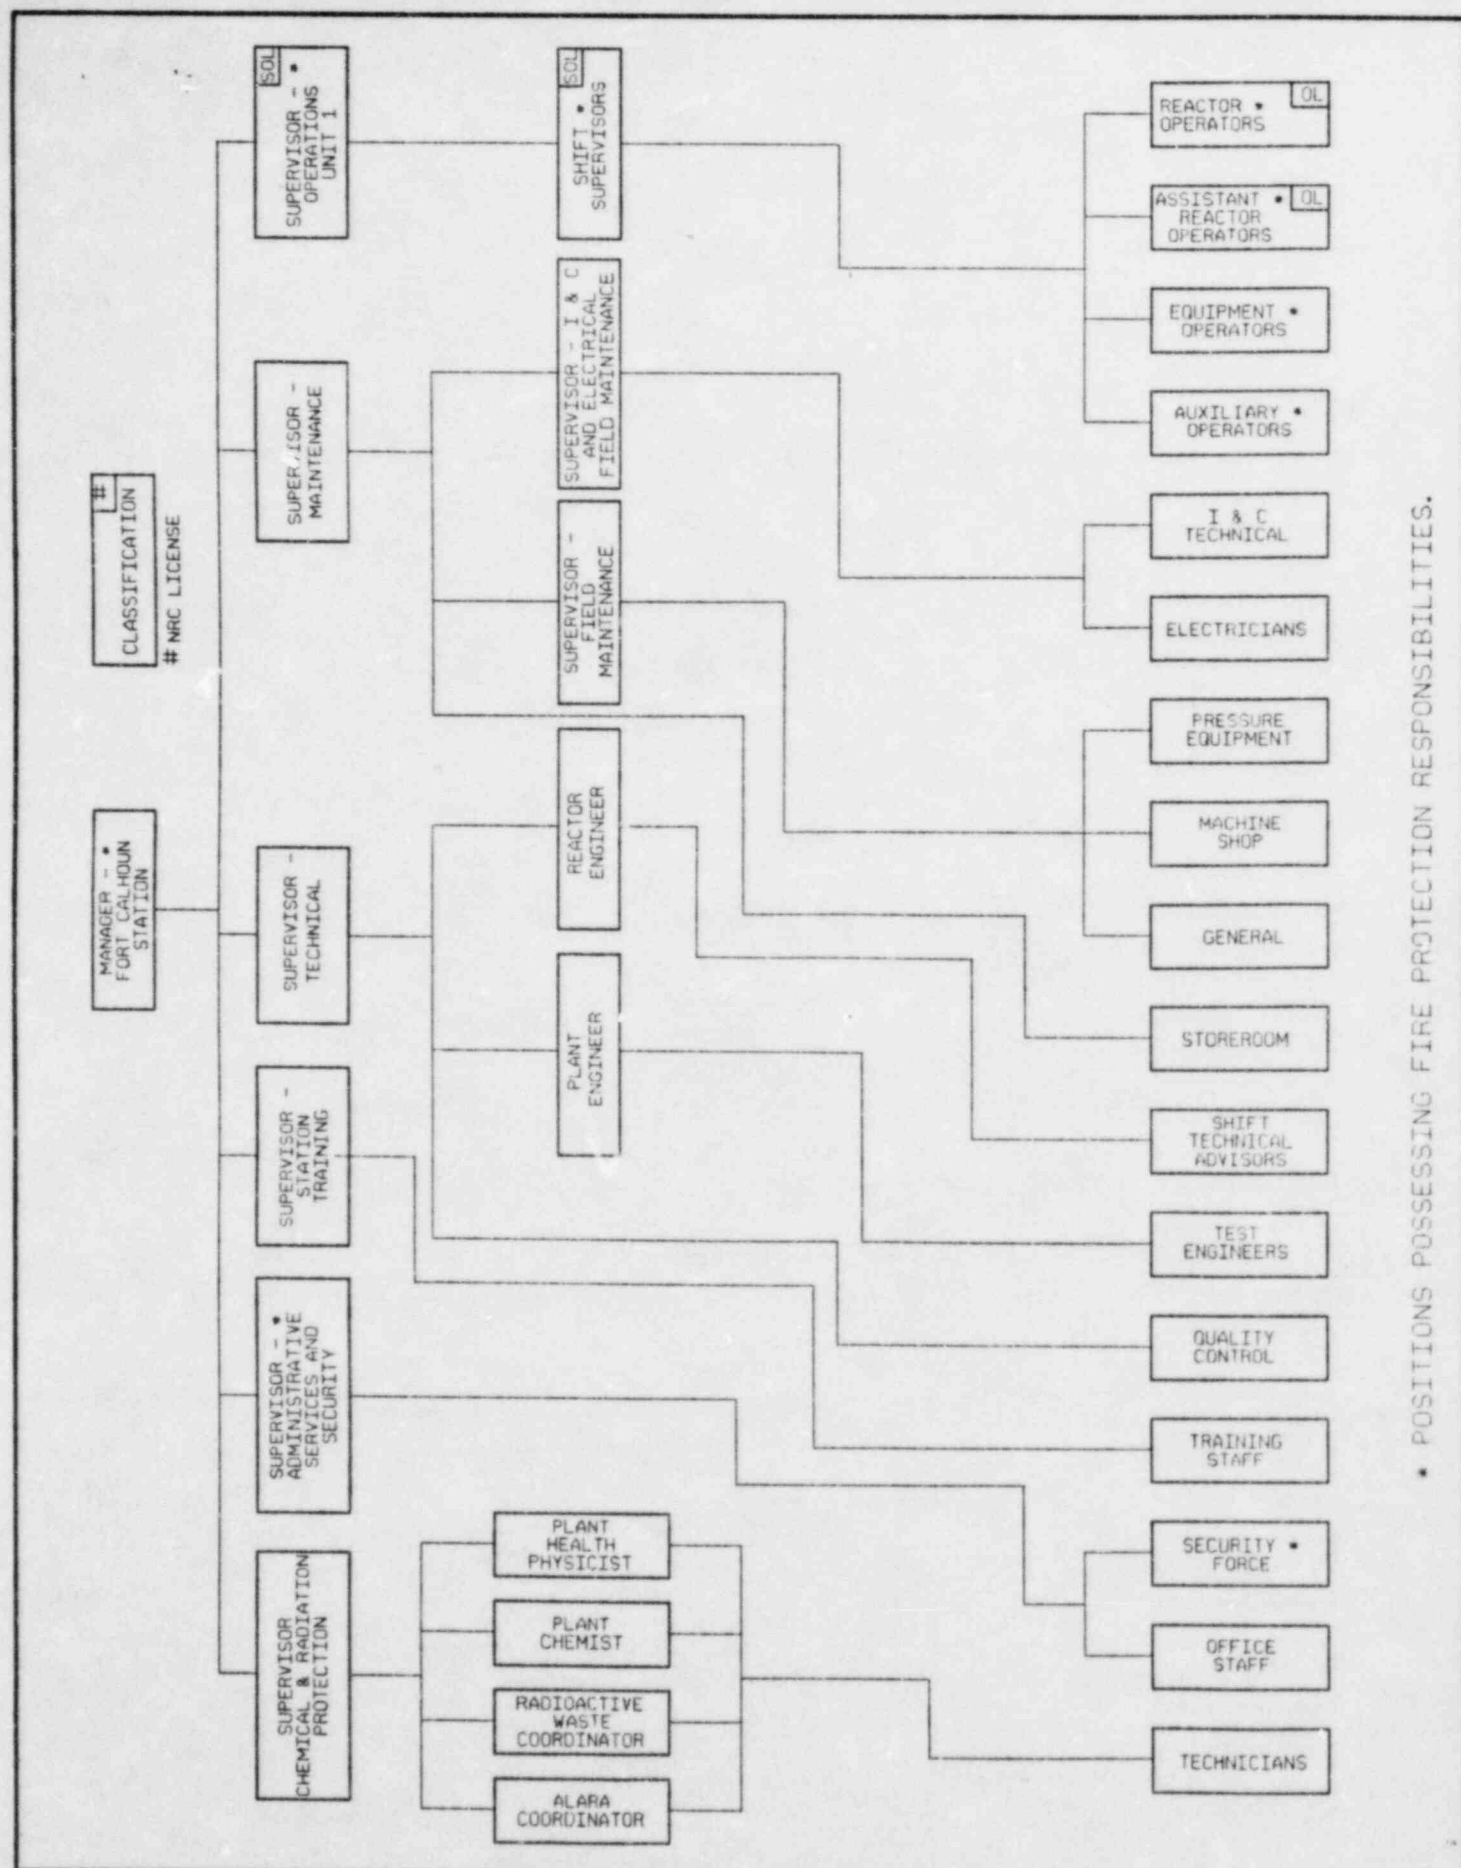 MANAGER - *
FORT CALHOUN
STATION
#
CLASSIFICATION
# NRC LICENSE
SUPERVISOR
CHEMICAL & RADIATION
PROTECTION
SUPERVISOR - *
ADMINISTRATIVE
SERVICES AND
SECURITY
SUPERVISOR -
STATION
TRAINING
SUPERVISOR -
TECHNICAL
SUPERVISOR -
MAINTENANCE
SOL
SUPERVISOR - *
OPERATIONS
UNIT 1
ALARA
COORDINATOR
RADIOACTIVE
WASTE
COORDINATOR
PLANT
CHEMIST
PLANT
HEALTH
PHYSICIST
PLANT
ENGINEER
REACTOR
ENGINEER
SUPERVISOR -
FIELD
MAINTENANCE
SUPERVISOR - I & C
AND ELECTRICAL
FIELD MAINTENANCE
SOL
SHIFT *
SUPERVISORS
TECHNICIANS
OFFICE
STAFF
SECURITY *
FORCE
TRAINING
STAFF
QUALITY
CONTROL
TEST
ENGINEERS
SHIFT
TECHNICAL
ADVISORS
STOREROOM
GENERAL
MACHINE
SHOP
PRESSURE
EQUIPMENT
ELECTRICIANS
I & C
TECHNICAL
AUXILIARY *
OPERATORS
EQUIPMENT *
OPERATORS
ASSISTANT *
REACTOR
OPERATORS
OL
REACTOR *
OPERATORS
OL
* POSITIONS POSSESSING FIRE PROTECTION RESPONSIBILITIES.